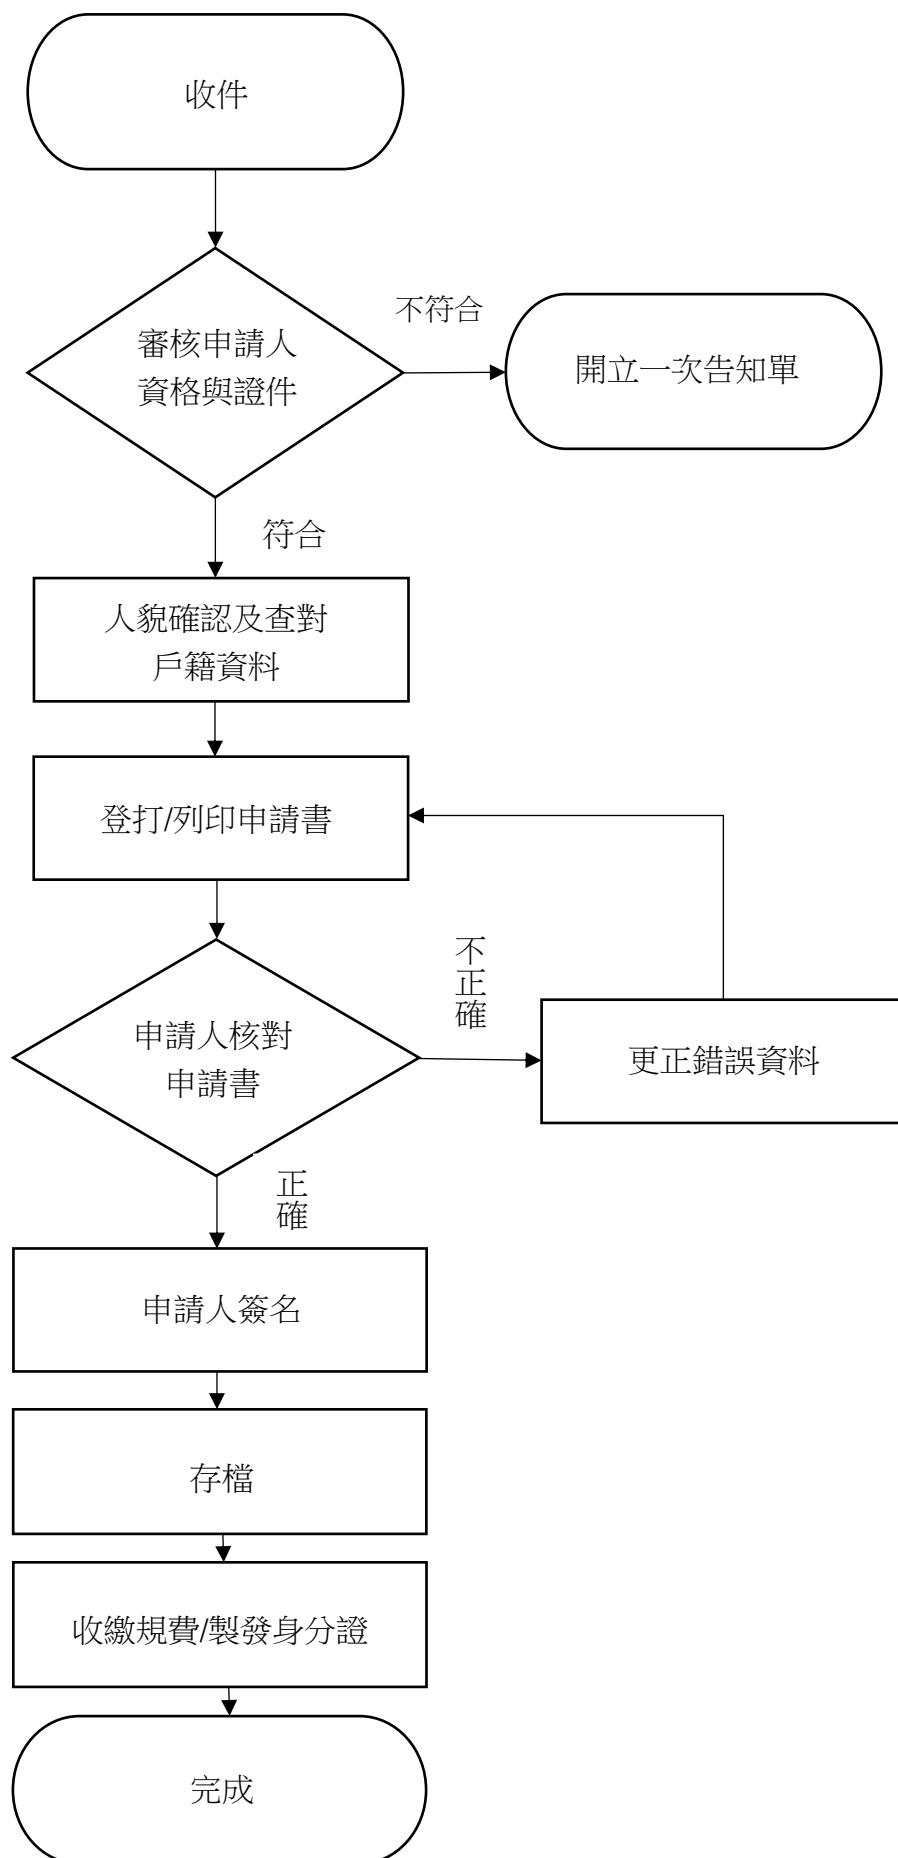 收件
審核申請人
資格與證件
不符合
開立一次告知單
符合
人貌確認及查對
戶籍資料
登打/列印申請書
申請人核對
申請書
不正確
更正錯誤資料
正確
申請人簽名
存檔
收繳規費/製發身分證
完成